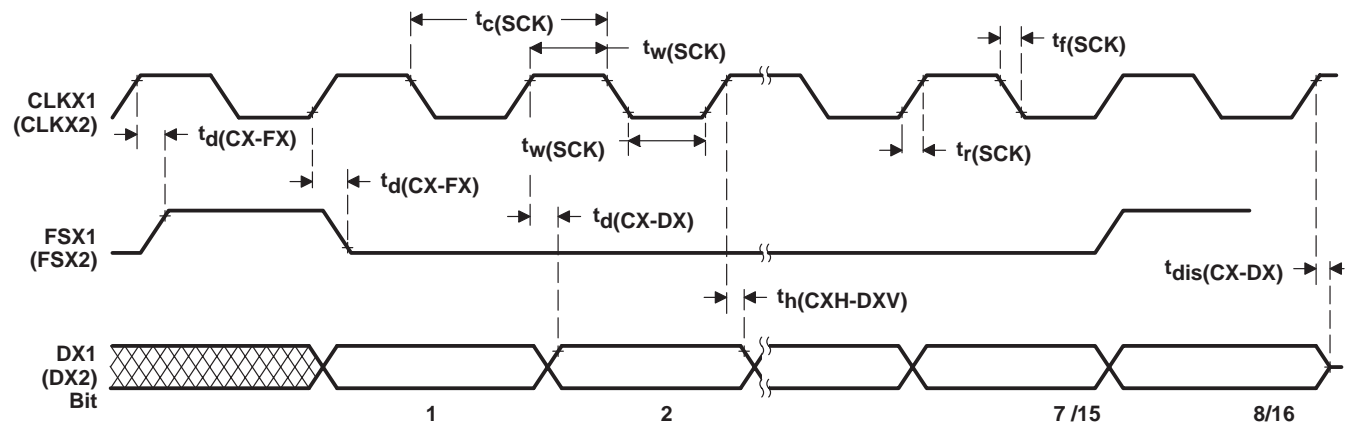 tc(SCK)
tw(SCK)
tf(SCK)
CLKX1
(CLKX2)
td(CX-FX)
tw(SCK)
tr(SCK)
td(CX-FX)
td(CX-DX)
FSX1
(FSX2)
tdis(CX-DX)
th(CXH-DXV)
DX1
(DX2)
Bit
1 2 7 /15 8/16